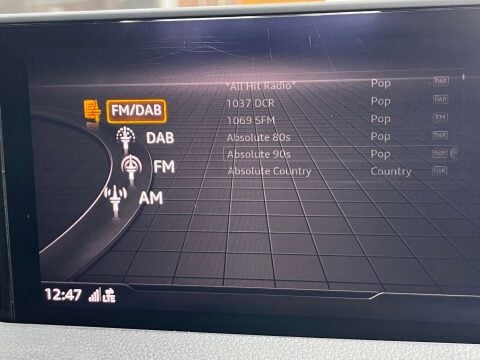 "All Hit Radio" Pop DAB
FM/DAB 1037 DCR Pop DAB
1069 SFM Pop FM
DAB Absolute 80s Pop DAB
Absolute 90s Pop DAB
FM Absolute Country Country DAB
AM
12:47 LTE